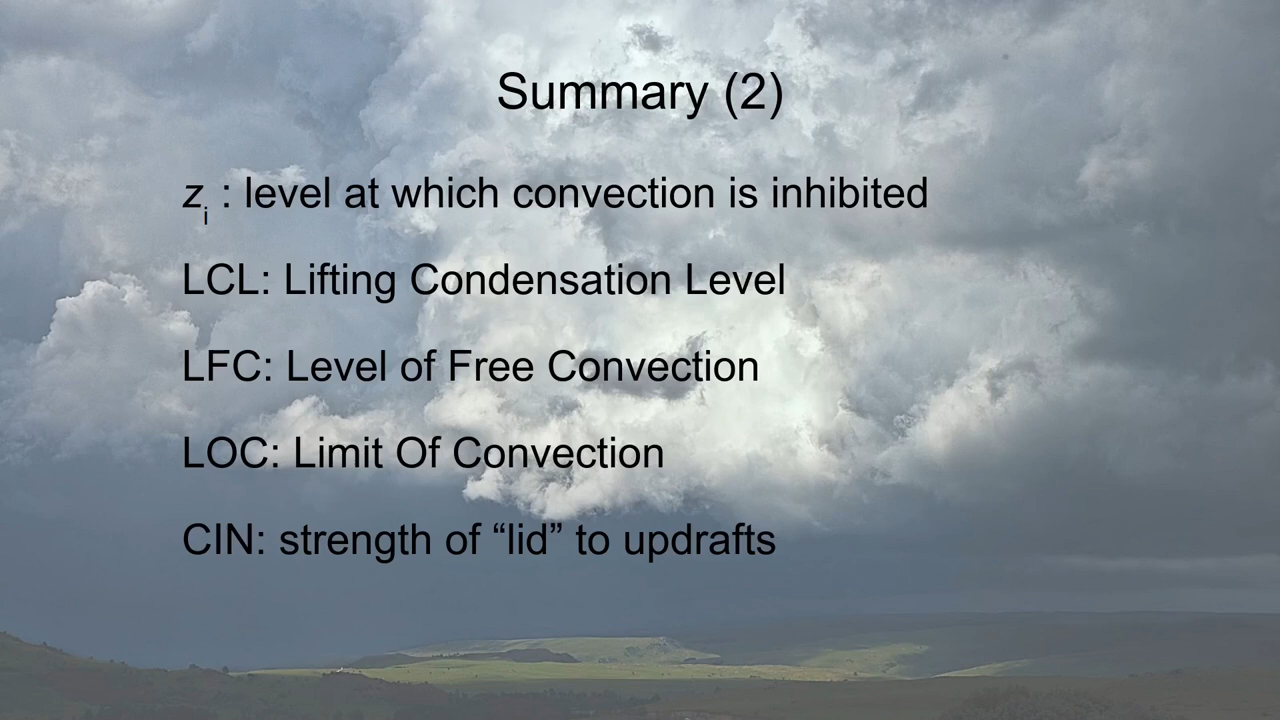 Summary (2)
zi : level at which convection is inhibited
LCL: Lifting Condensation Level
LFC: Level of Free Convection
LOC: Limit Of Convection
CIN: strength of “lid” to updrafts